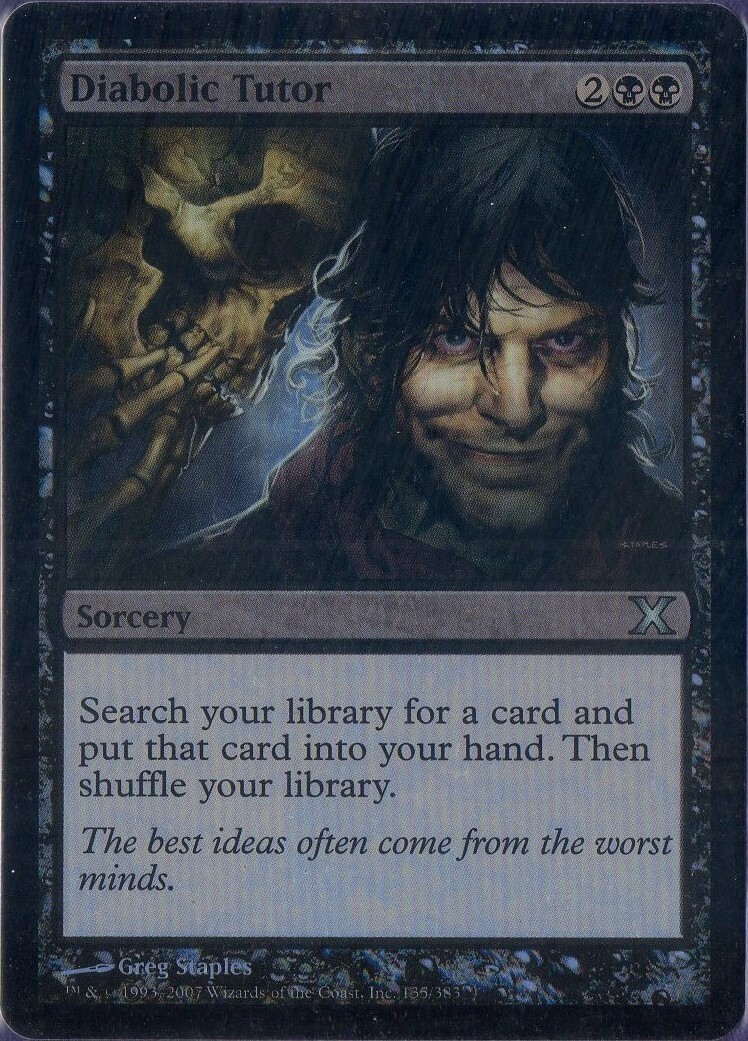 Diabolic Tutor 2
Sorcery
Search your library for a card and
put that card into your hand. Then
shuffle your library.
The best ideas often come from the worst
minds.
Greg Staples
™ & © 1993–2007 Wizards of the Coast, Inc. 135/383